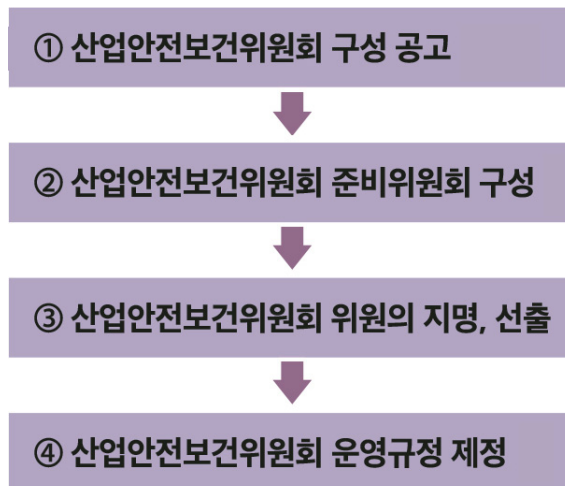 ① 산업안전보건위원회 구성 공고
② 산업안전보건위원회 준비위원회 구성
③ 산업안전보건위원회 위원의 지명, 선출
④ 산업안전보건위원회 운영규정 제정